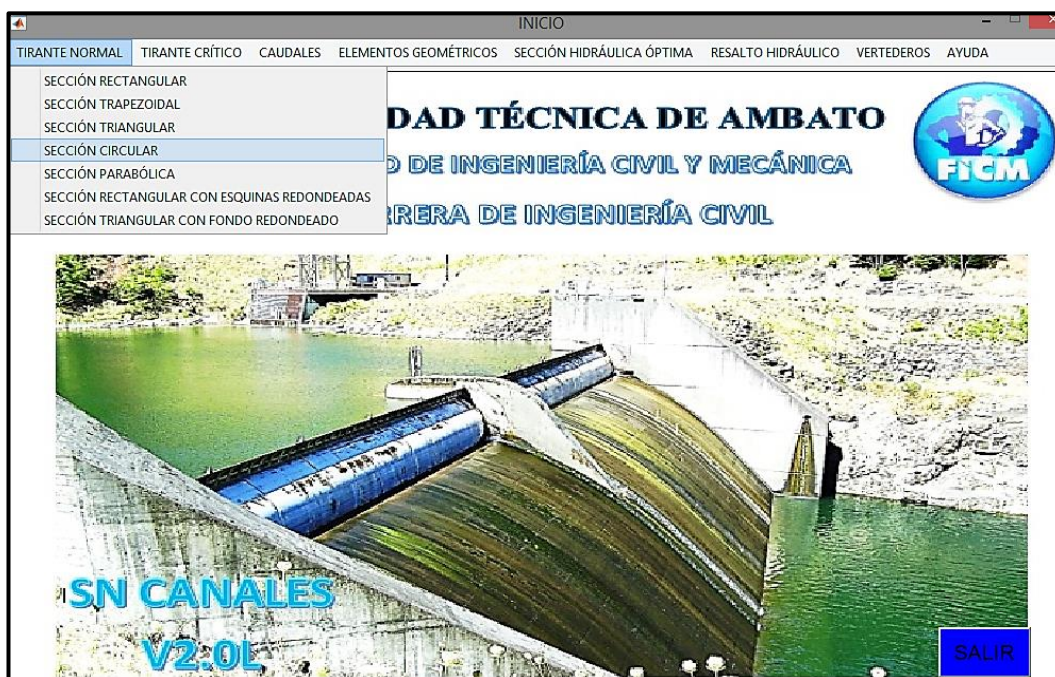 INICIO
TIRANTE NORMAL TIRANTE CRÍTICO CAUDALES ELEMENTOS GEOMÉTRICOS SECCIÓN HIDRÁULICA ÓPTIMA RESALTO HIDRÁULICO VERTEDEROS AYUDA
SECCIÓN RECTANGULAR
SECCIÓN TRAPEZOIDAL
SECCIÓN TRIANGULAR
SECCIÓN CIRCULAR
SECCIÓN PARABÓLICA
SECCIÓN RECTANGULAR CON ESQUINAS REDONDEADAS
SECCIÓN TRIANGULAR CON FONDO REDONDEADO
DAD TÉCNICA DE AMBATO
D DE INGENIERÍA CIVIL Y MECÁNICA
RRERA DE INGENIERÍA CIVIL
FICM
SN CANALES
V2.0L
SALIR